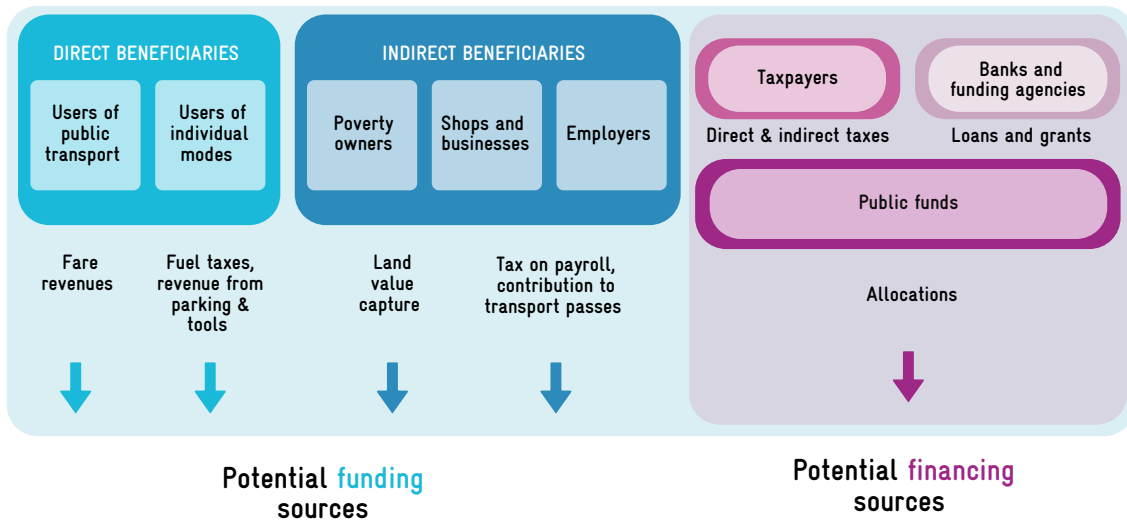 DIRECT BENEFICIARIES
Users of
public
transport
Users of
individual
modes
Fare
revenues
Fuel taxes,
revenue from
parking &
tools
INDIRECT BENEFICIARIES
Poverty
owners
Shops and
businesses
Employers
Land
value
capture
Tax on payroll,
contribution to
transport passes
Potential funding
sources
Taxpayers
Direct & indirect taxes
Banks and
funding agencies
Loans and grants
Public funds
Allocations
Potential financing
sources